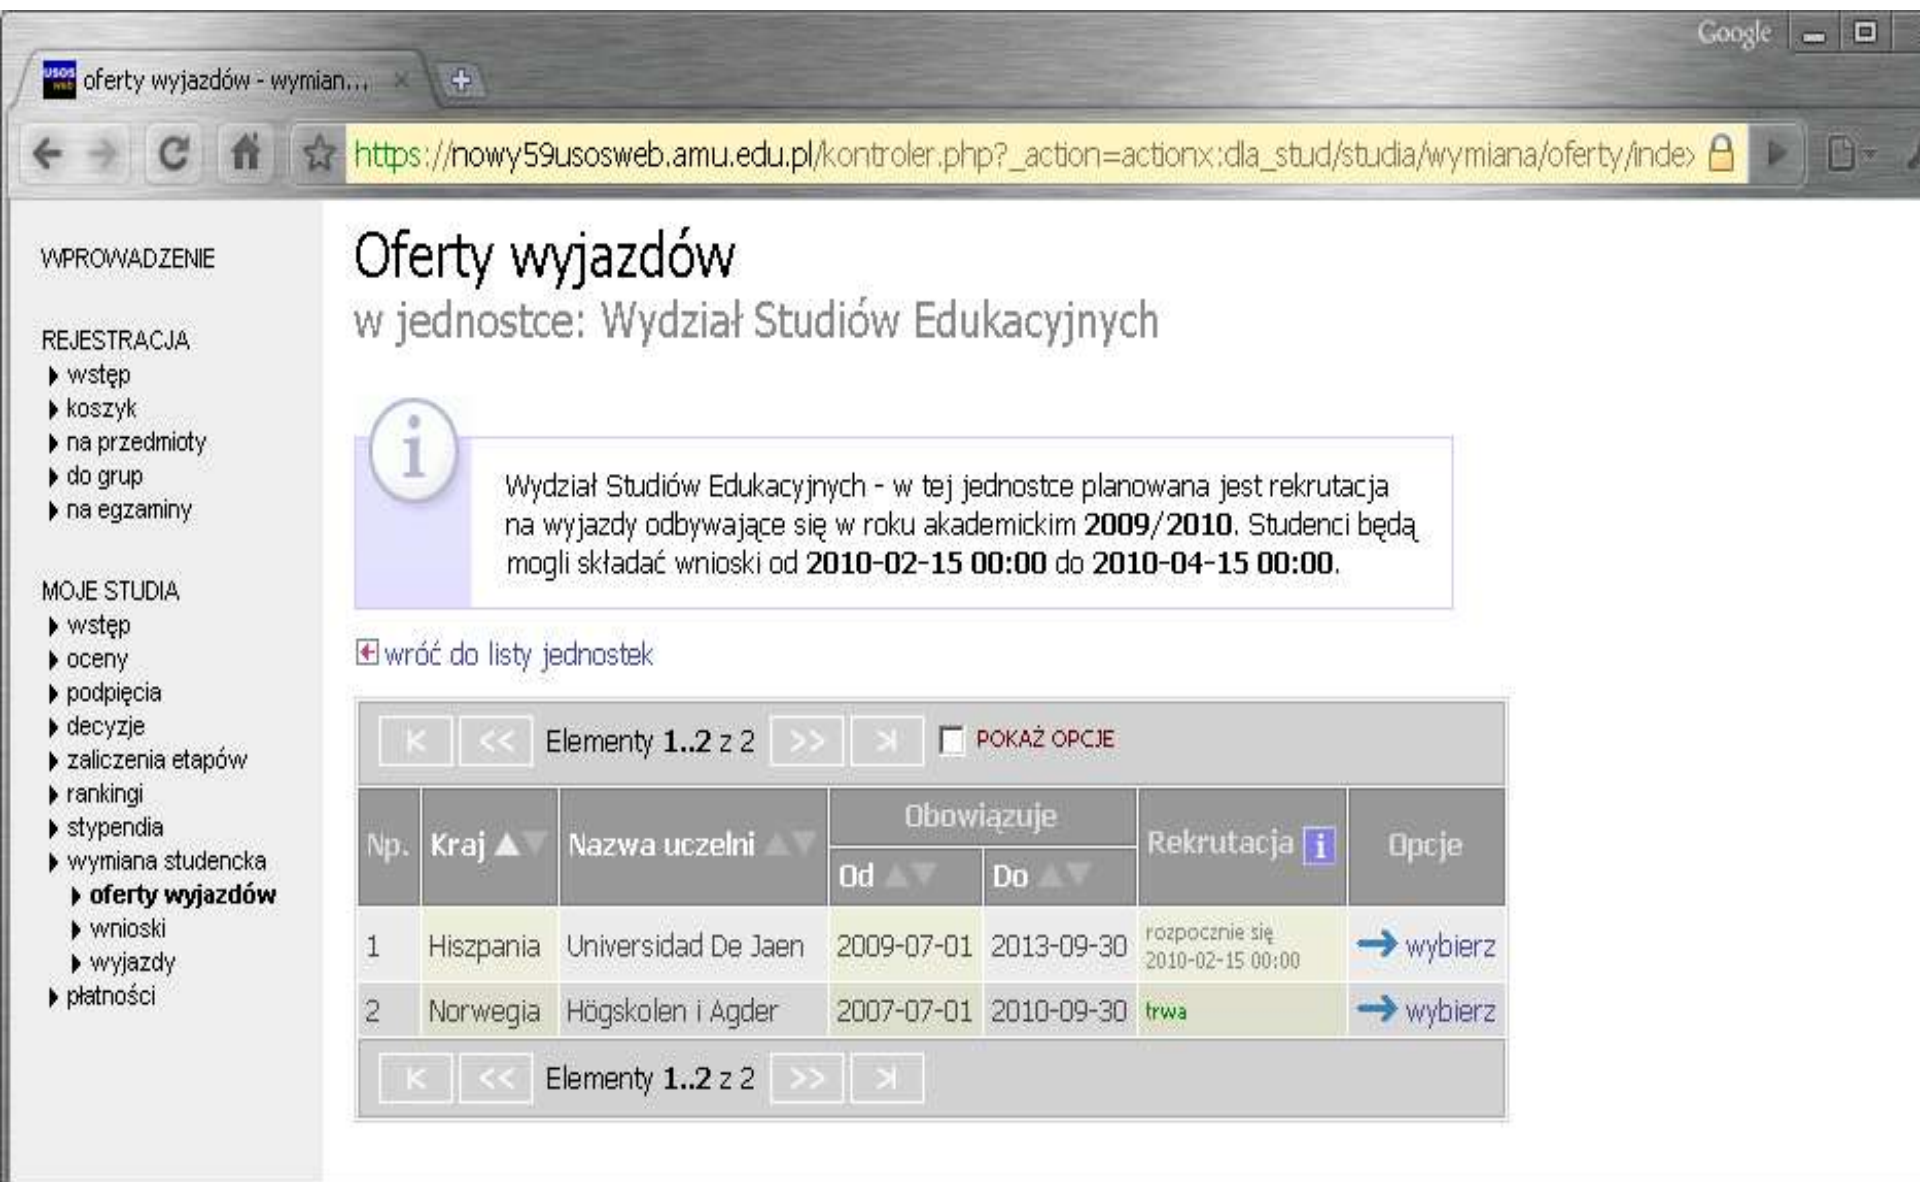 Google
USOS web oferty wyjazdów - wymian...
https://nowy59usosweb.amu.edu.pl/kontroler.php?_action=actionx:dla_stud/studia/wymiana/oferty/index
WPROWADZENIE
REJESTRACJA
wstęp
koszyk
na przedmioty
do grup
na egzaminy
MOJE STUDIA
wstęp
oceny
podpięcia
decyzje
zaliczenia etapów
rankingi
stypendia
wymiana studencka
oferty wyjazdów
wnioski
wyjazdy
płatności
Oferty wyjazdów
w jednostce: Wydział Studiów Edukacyjnych
i
Wydział Studiów Edukacyjnych - w tej jednostce planowana jest rekrutacja
na wyjazdy odbywające się w roku akademickim 2009/2010. Studenci będą
mogli składać wnioski od 2010-02-15 00:00 do 2010-04-15 00:00.
wróć do listy jednostek
K << Elementy 1..2 z 2 >> >| POKAŻ OPCJE
Np. Kraj Nazwa uczelni Obowiązuje Rekrutacja i Opcje
Od Do
1 Hiszpania Universidad De Jaen 2009-07-01 2013-09-30 rozpocznie się 2010-02-15 00:00 wybierz
2 Norwegia Högskolen i Agder 2007-07-01 2010-09-30 trwa wybierz
K << Elementy 1..2 z 2 >> >|